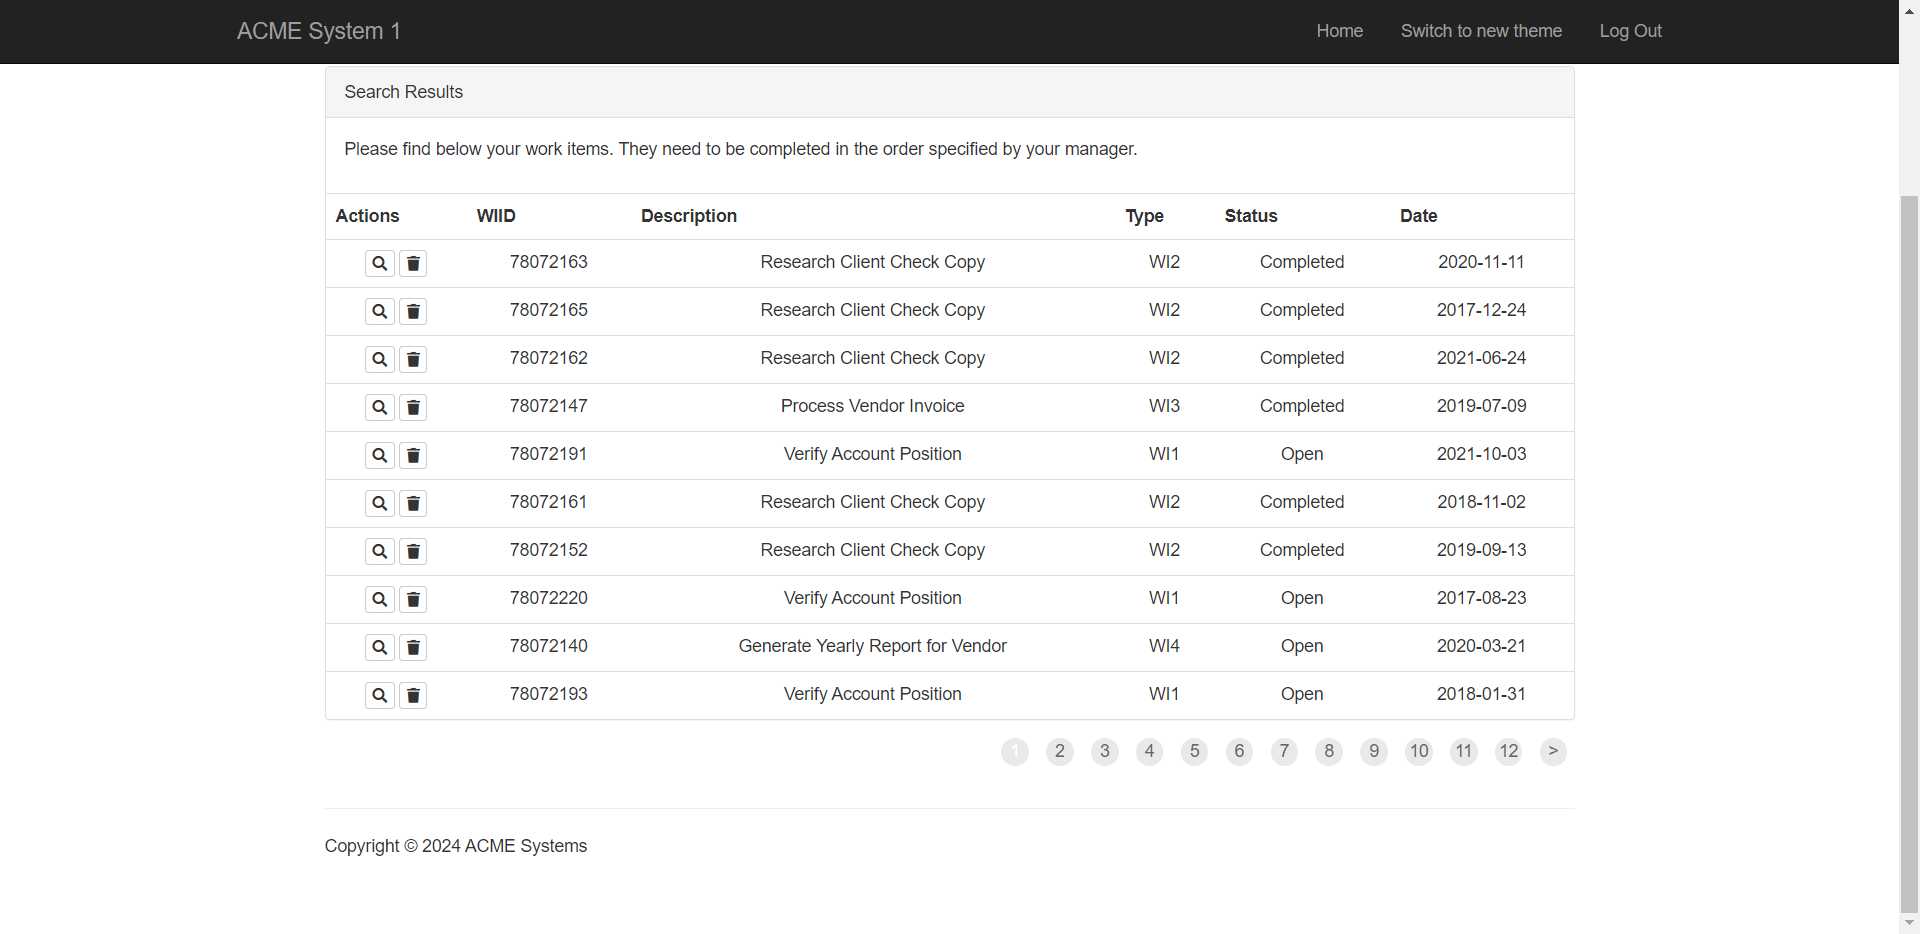 ACME System 1 Home Switch to new theme Log Out
Search Results
Please find below your work items. They need to be completed in the order specified by your manager.
Actions WIID Description Type Status Date
78072163 Research Client Check Copy WI2 Completed 2020-11-11
78072165 Research Client Check Copy WI2 Completed 2017-12-24
78072162 Research Client Check Copy WI2 Completed 2021-06-24
78072147 Process Vendor Invoice WI3 Completed 2019-07-09
78072191 Verify Account Position WI1 Open 2021-10-03
78072161 Research Client Check Copy WI2 Completed 2018-11-02
78072152 Research Client Check Copy WI2 Completed 2019-09-13
78072220 Verify Account Position WI1 Open 2017-08-23
78072140 Generate Yearly Report for Vendor WI4 Open 2020-03-21
78072193 Verify Account Position WI1 Open 2018-01-31
1 2 3 4 5 6 7 8 9 10 11 12 >
Copyright © 2024 ACME Systems